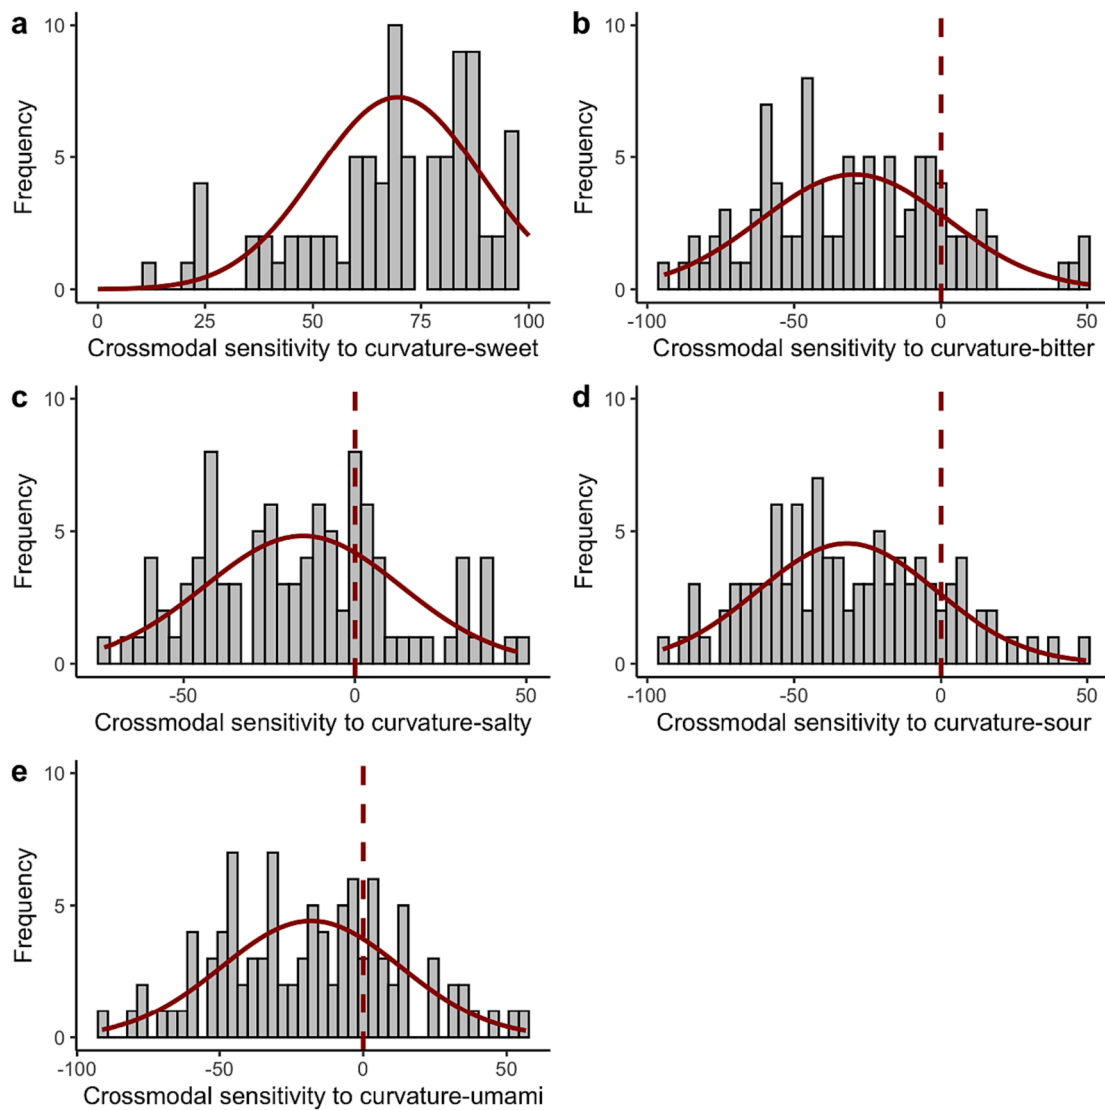 a
10
5
0
Frequency
0 25 50 75 100
Crossmodal sensitivity to curvature-sweet
b
10
5
0
Frequency
-100 -50 0 50
Crossmodal sensitivity to curvature-bitter
c
10
5
0
Frequency
-50 0 50
Crossmodal sensitivity to curvature-salty
d
10
5
0
Frequency
-100 -50 0 50
Crossmodal sensitivity to curvature-sour
e
10
5
0
Frequency
-100 -50 0 50
Crossmodal sensitivity to curvature-umami